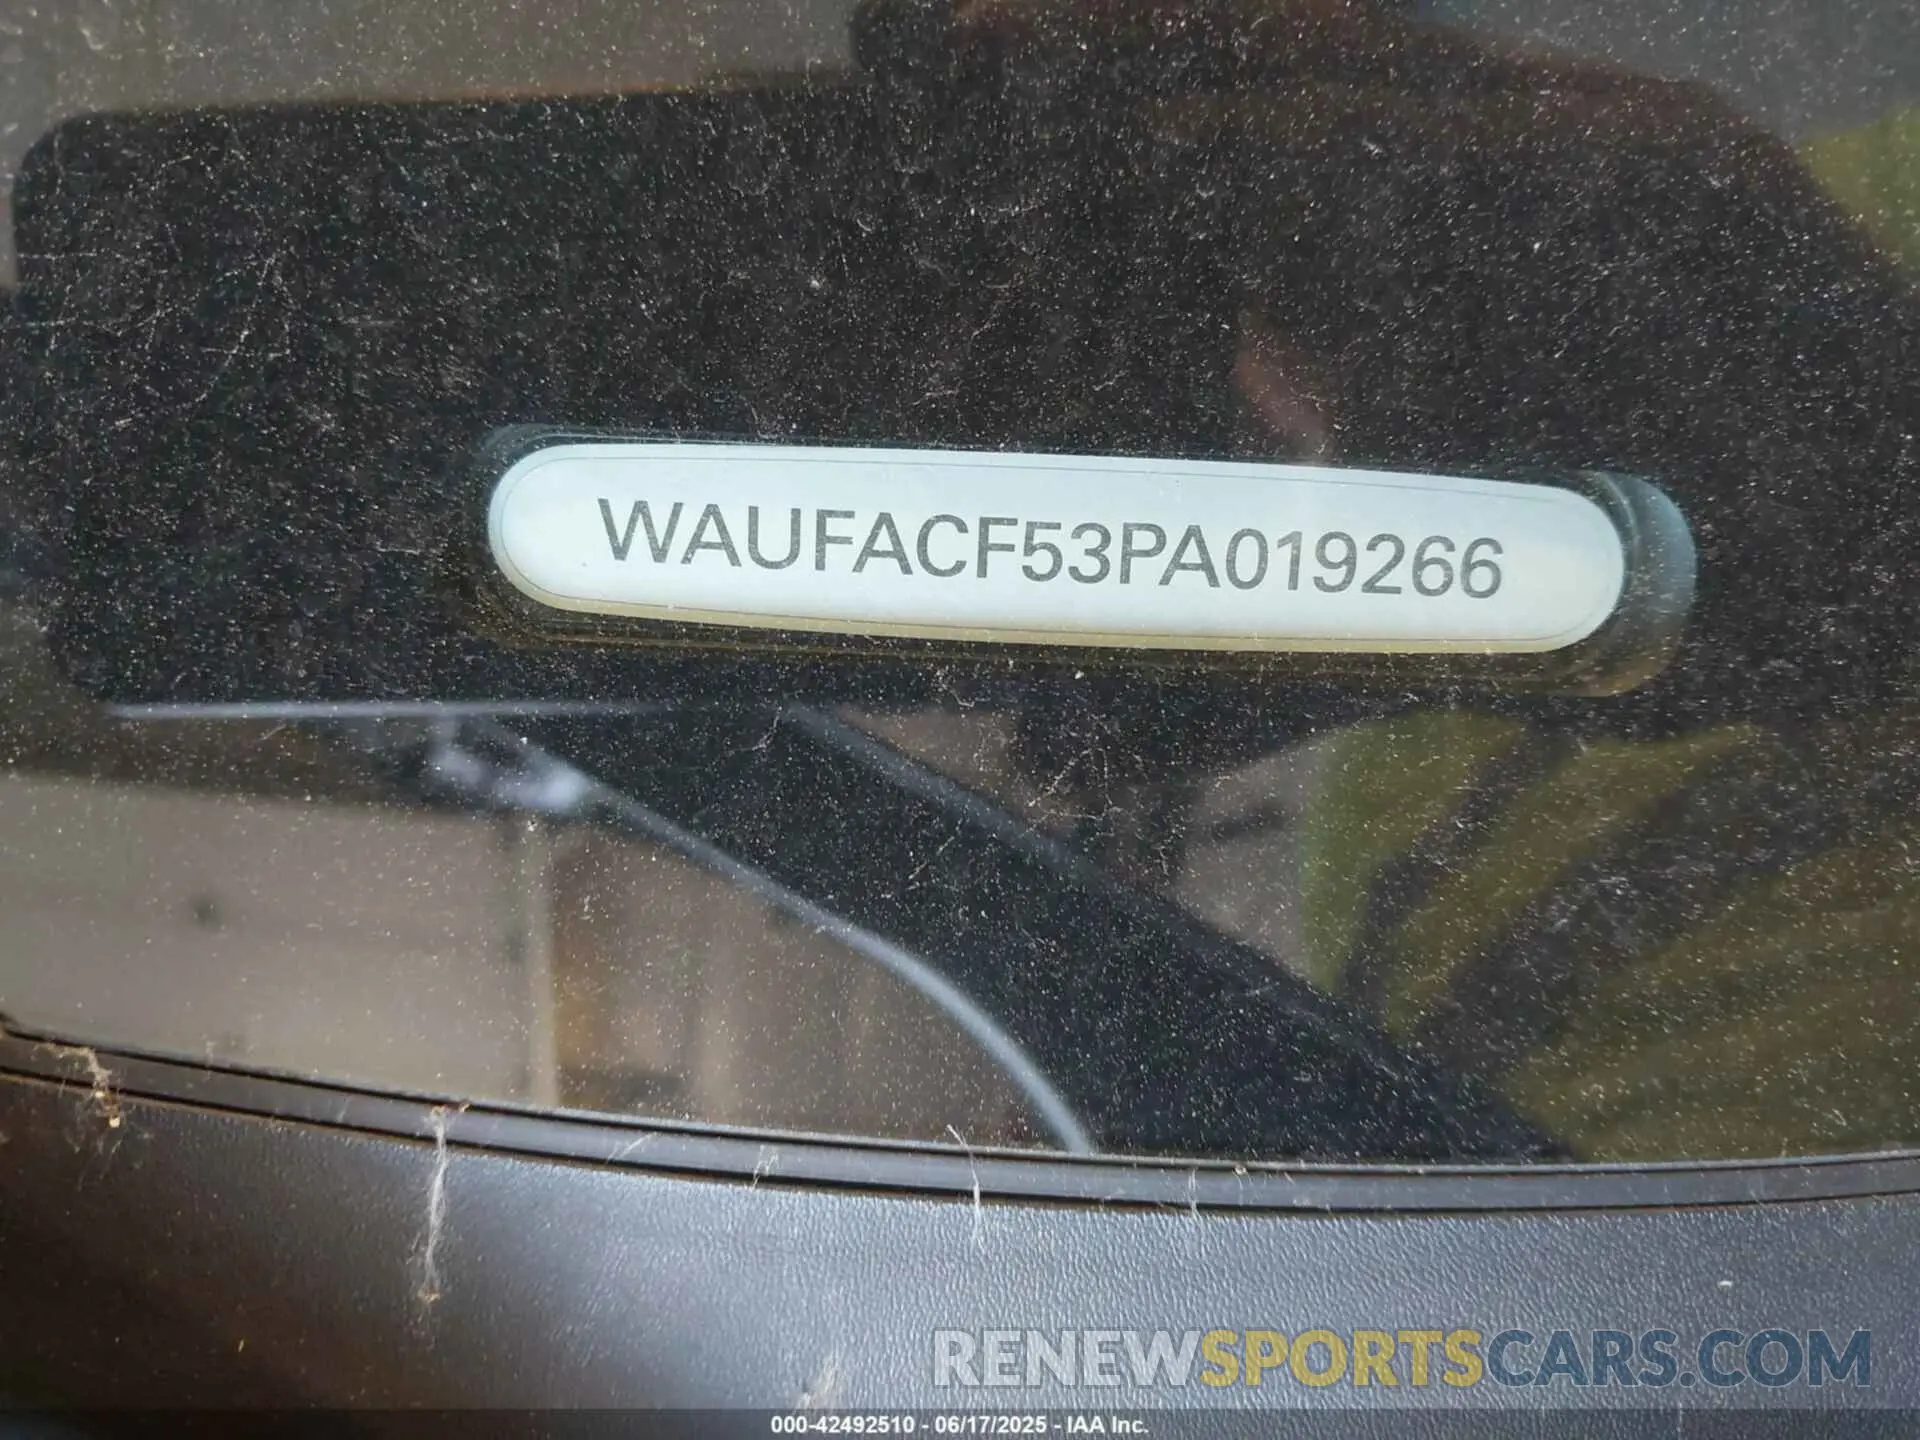 WAUFACF53PA019266
RENEWSPORTSCARS.COM
000-42492510 - 06/17/2025 - IAA Inc.